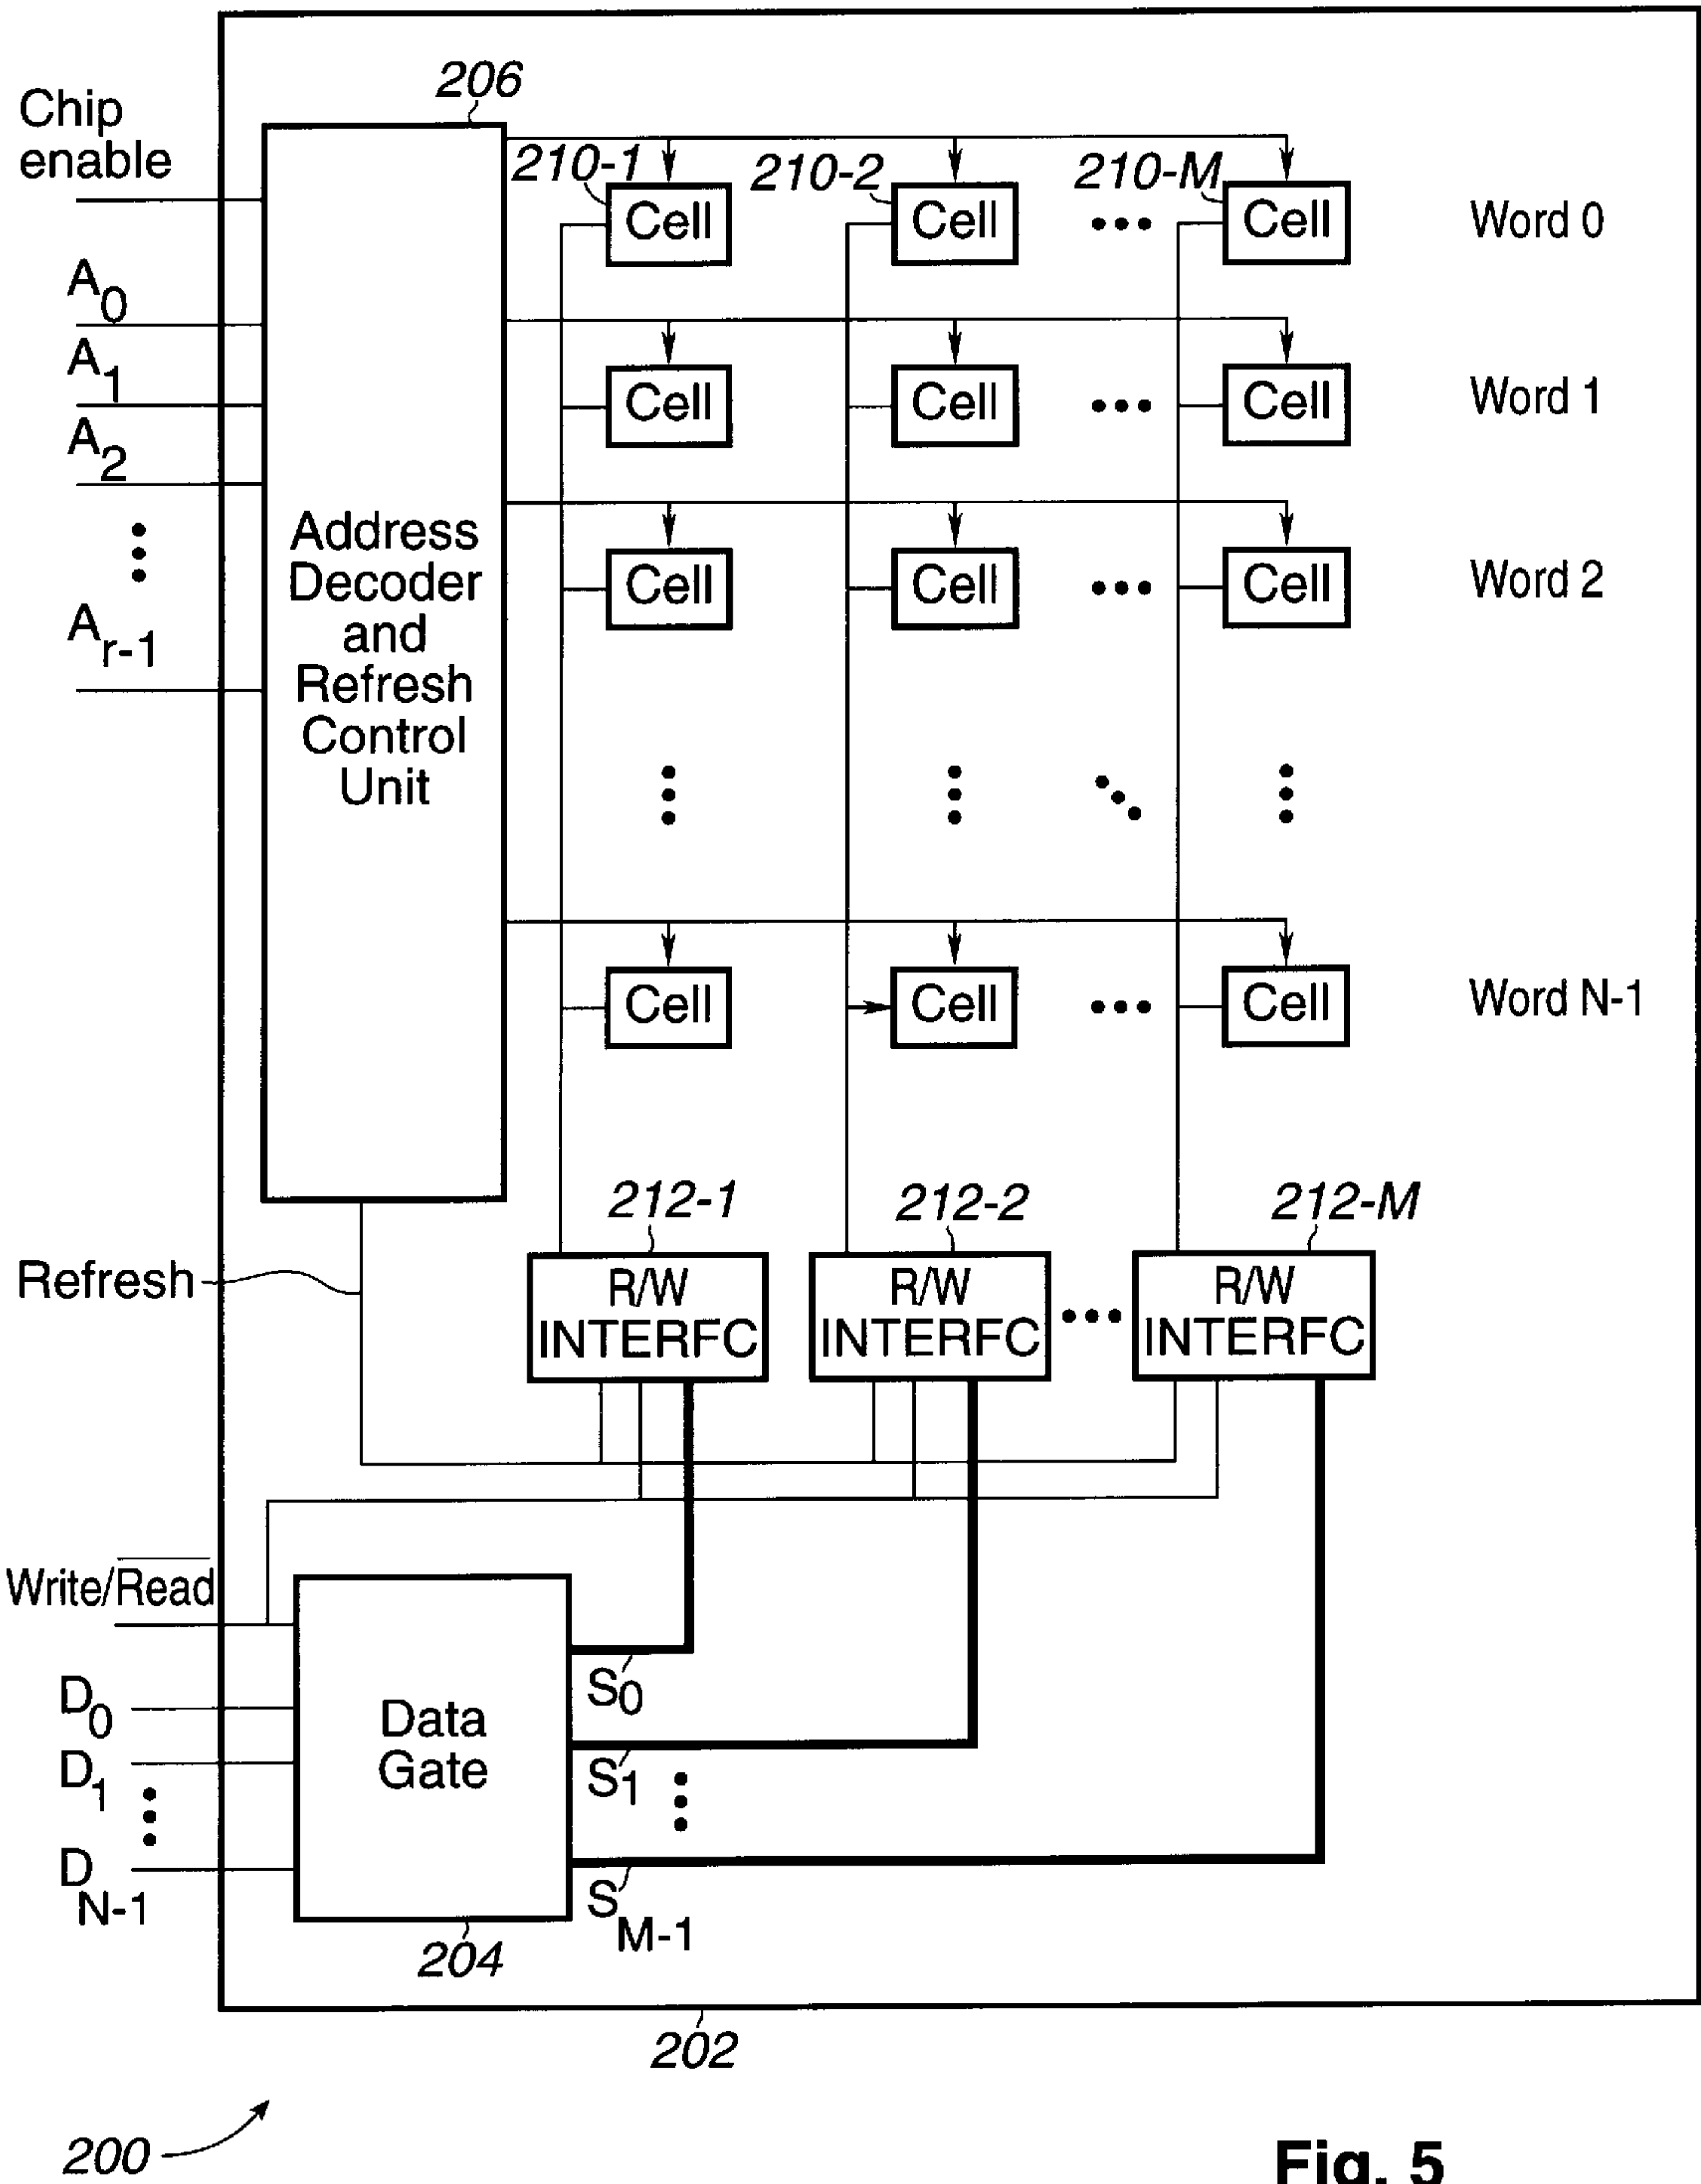 206
Chip
enable
210-1 210-2 210-M
Cell Cell ••• Cell Word 0
A0
A1
Cell Cell ••• Cell Word 1
A2
Address
Decoder
and
Refresh
Control
Unit
Cell Cell ••• Cell Word 2
Ar-1
Cell Cell ••• Cell Word N-1
212-1 212-2 212-M
Refresh
R/W
INTERFC
R/W
INTERFC
•••
R/W
INTERFC
Write/Read
D0
D1
DN-1
Data
Gate
S0
S1
SM-1
204
202
200
Fig. 5